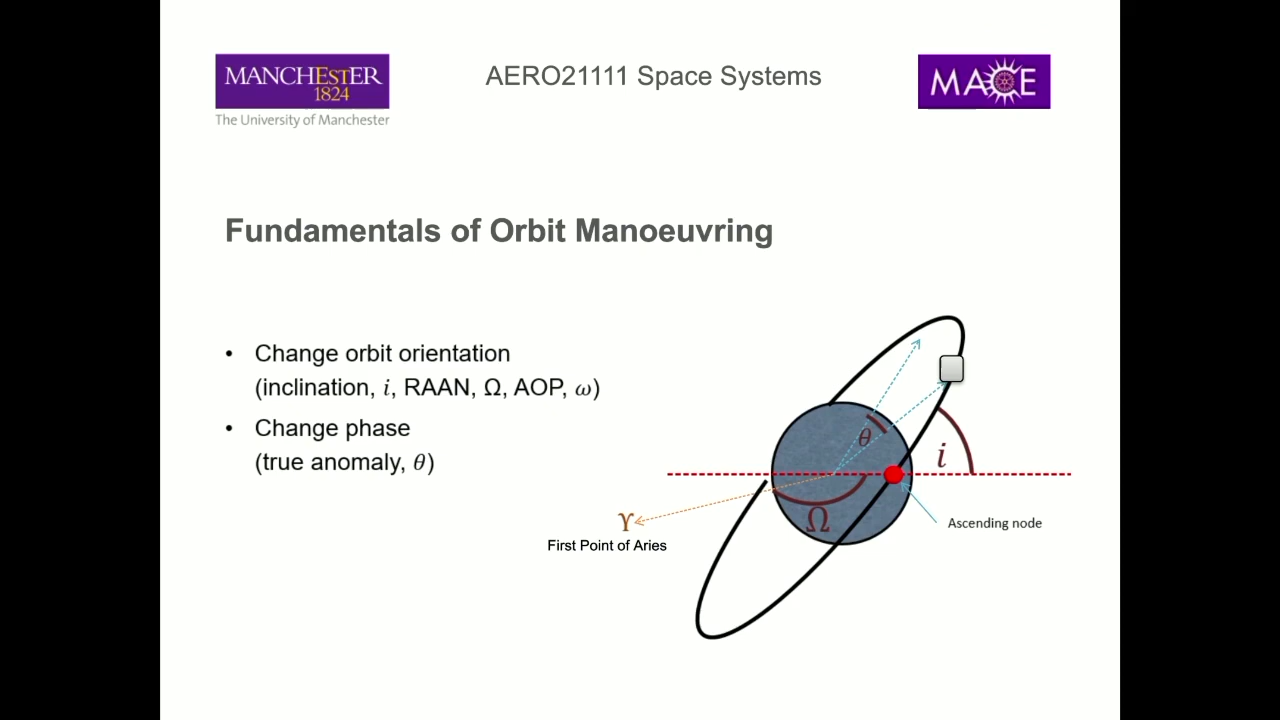 MANCHESTER
1824
The University of Manchester
AERO21111 Space Systems
MACE
Fundamentals of Orbit Manoeuvring
• Change orbit orientation
(inclination, 𝑖, RAAN, Ω, AOP, 𝜔)
• Change phase
(true anomaly, 𝜃)
θ
i
Ω
♈
First Point of Aries
Ascending node